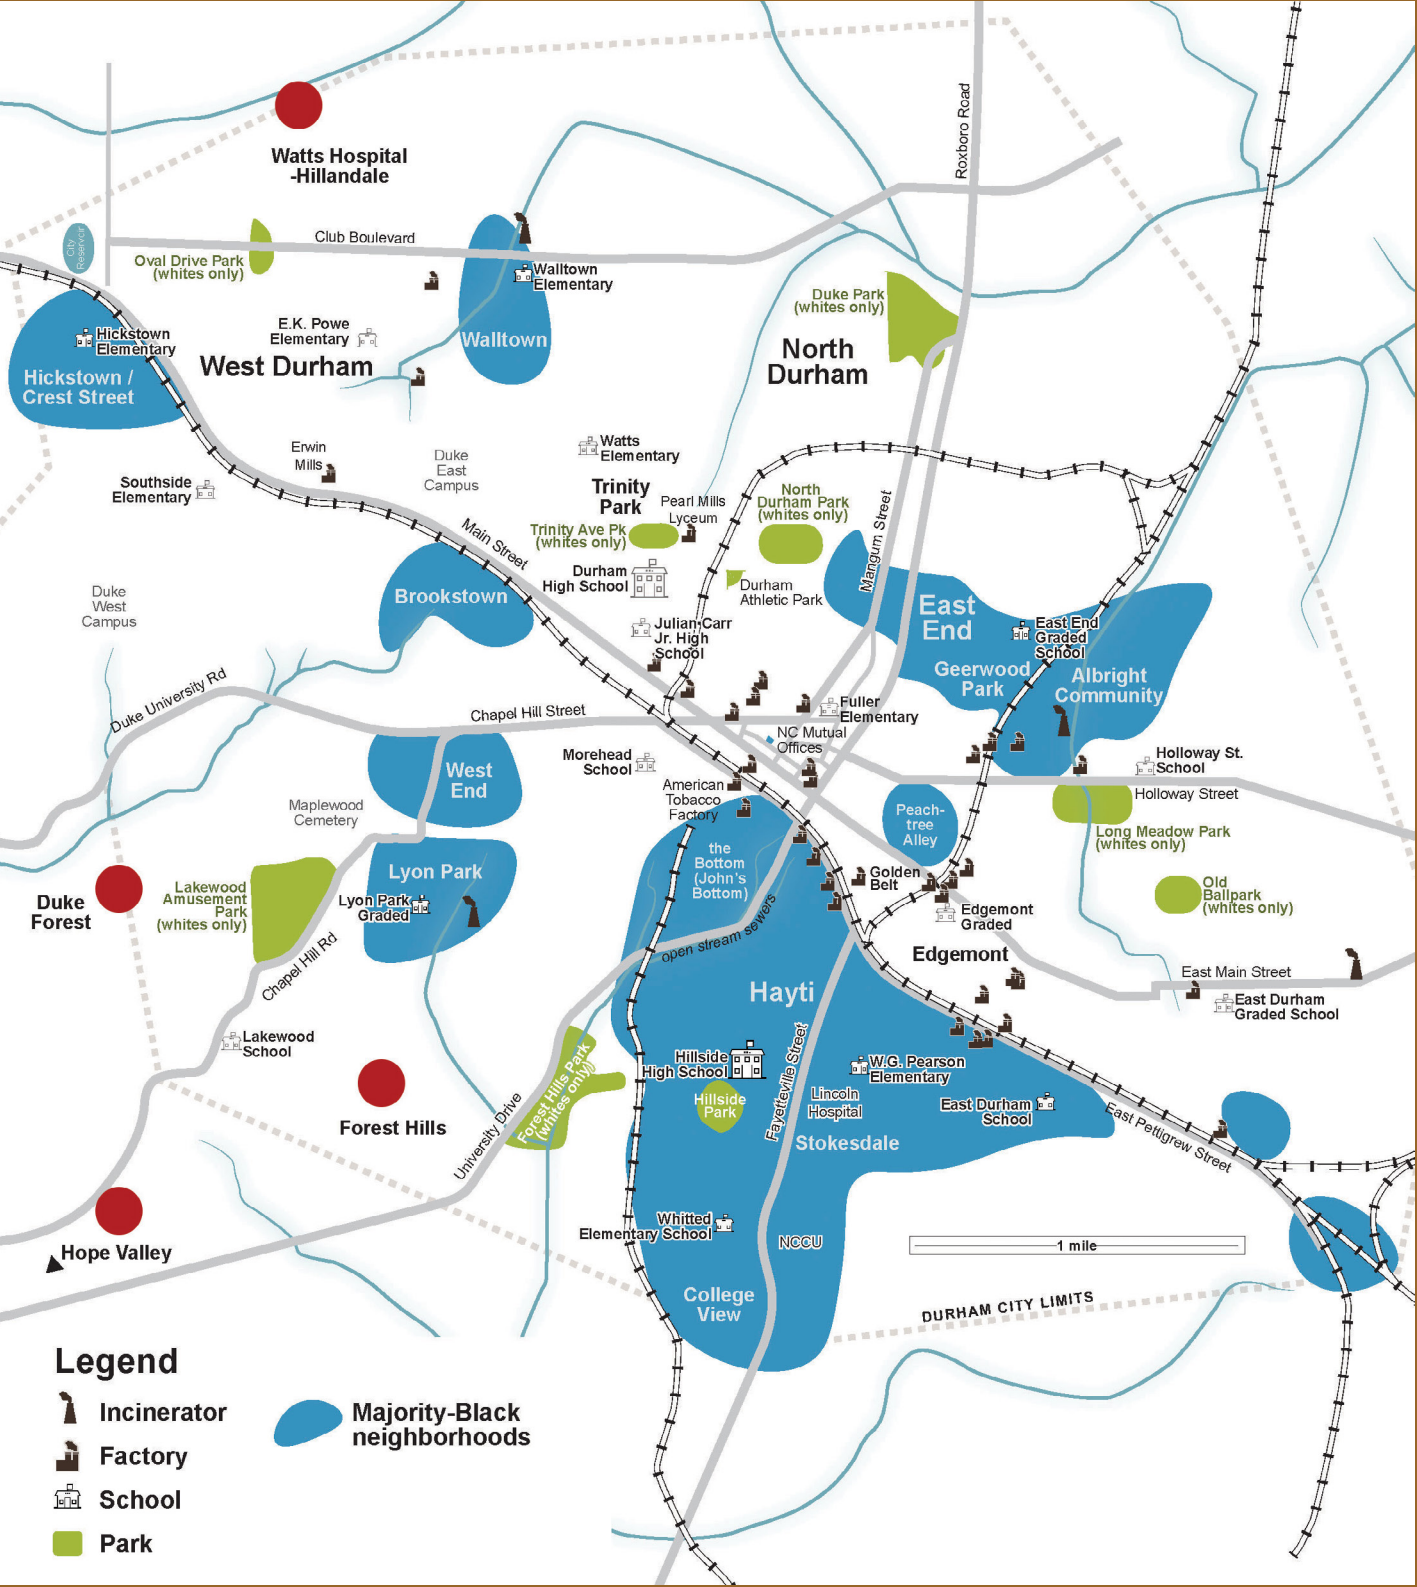 Roxboro Road
Watts Hospital
-Hillandale
City
Reservoir
Club Boulevard
Oval Drive Park
(whites only)
Walltown
Elementary
Duke Park
(whites only)
E.K. Powe
Elementary
Hickstown
Elementary
Walltown
North
Durham
West Durham
Hickstown /
Crest Street
Erwin
Mills
Duke
East
Campus
Watts
Elementary
Southside
Elementary
Trinity
Park
Pearl Mills
Lyceum
North
Durham Park
(whites only)
Mangum Street
Main Street
Trinity Ave Pk
(whites only)
Durham
High School
Durham
Athletic Park
Brookstown
Duke
West
Campus
East
End
Julian Carr
Jr. High
School
East End
Graded
School
Geerwood
Park
Albright
Community
Duke University Rd
Chapel Hill Street
Fuller
Elementary
NC Mutual
Offices
Morehead
School
Holloway St.
School
West
End
American
Tobacco
Factory
Holloway Street
Maplewood
Cemetery
Peach-
tree
Alley
Long Meadow Park
(whites only)
the
Bottom
(John's
Bottom)
Lyon Park
Golden
Belt
Duke
Forest
Lakewood
Amusement
Park
(whites only)
Lyon Park
Graded
Old
Ballpark
(whites only)
Edgemont
Graded
open stream sewers
Chapel Hill Rd
Edgemont
East Main Street
Hayti
East Durham
Graded School
Lakewood
School
Hillside
High School
Fayetteville Street
W.G. Pearson
Elementary
Forest Hills Park
(whites only)
Hillside
Park
Lincoln
Hospital
East Durham
School
East Pettigrew Street
Forest Hills
University Drive
Stokesdale
Whitted
Elementary School
NCCU
1 mile
Hope Valley
College
View
DURHAM CITY LIMITS
Legend
Incinerator
Factory
School
Park
Majority-Black
neighborhoods